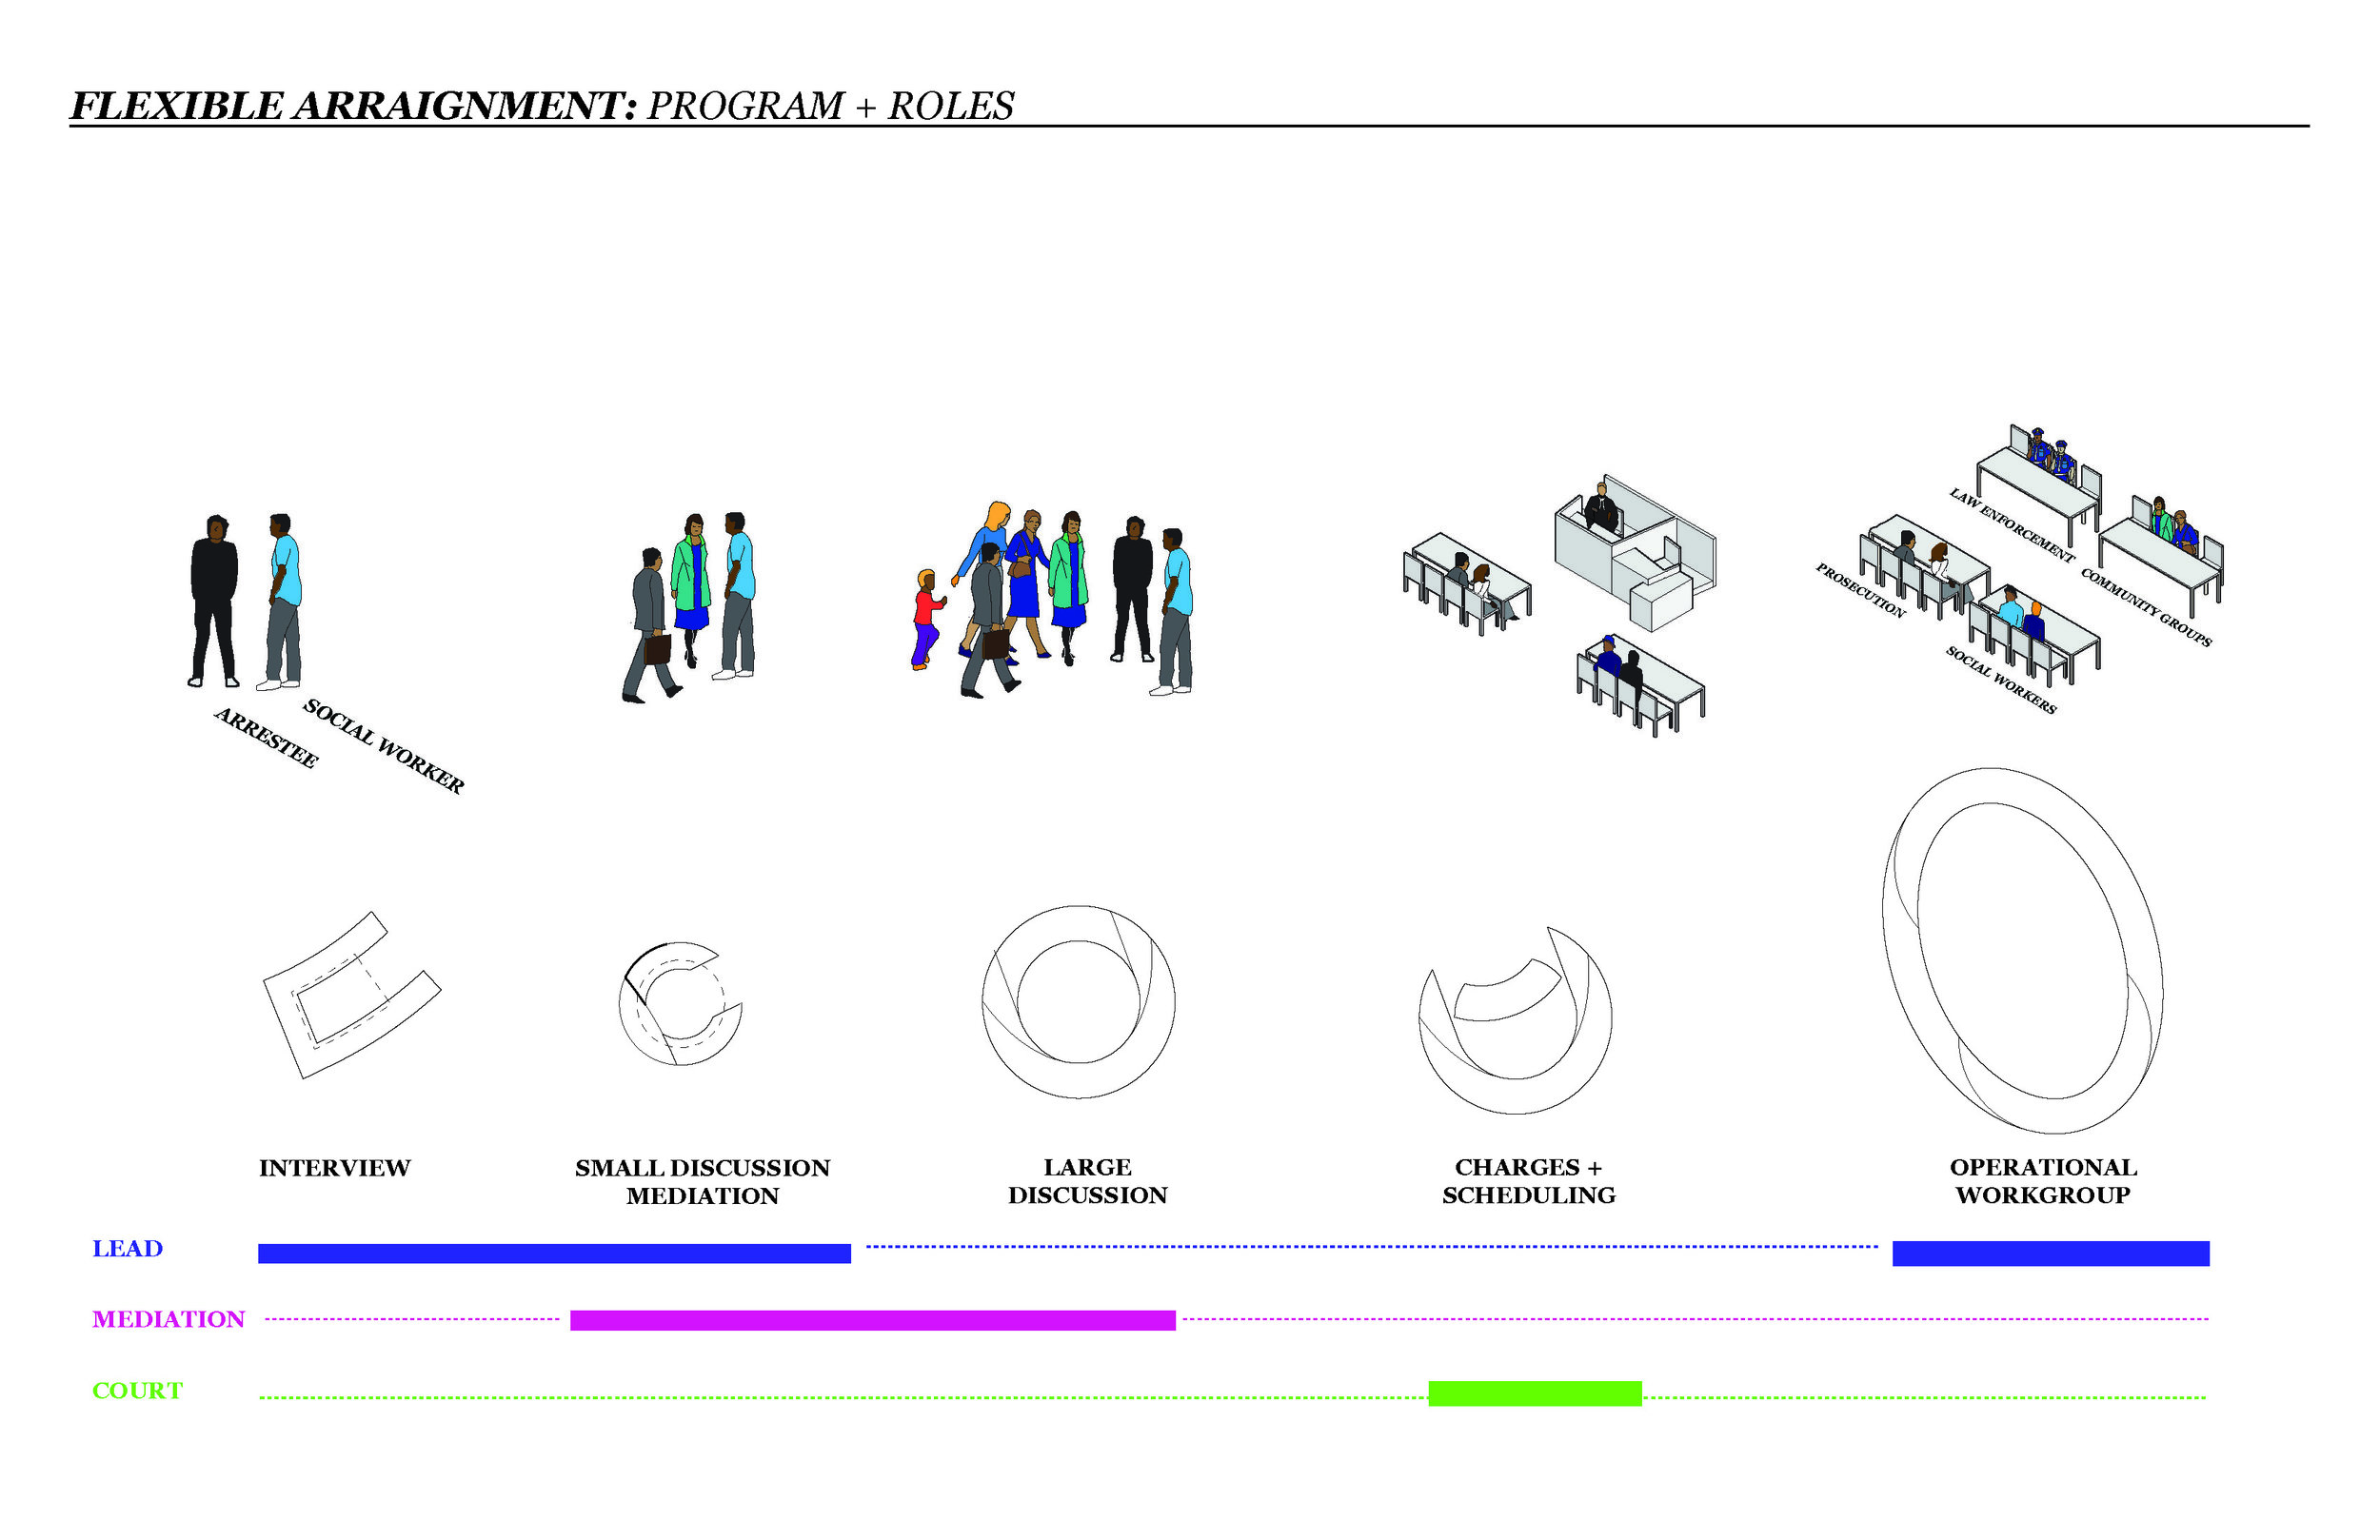 FLEXIBLE ARRAIGNMENT: PROGRAM + ROLES
ARRESTEE
SOCIAL WORKER
LAW ENFORCEMENT
COMMUNITY GROUPS
PROSECUTION
SOCIAL WORKERS
INTERVIEW
SMALL DISCUSSION
MEDIATION
LARGE
DISCUSSION
CHARGES +
SCHEDULING
OPERATIONAL
WORKGROUP
LEAD
MEDIATION
COURT